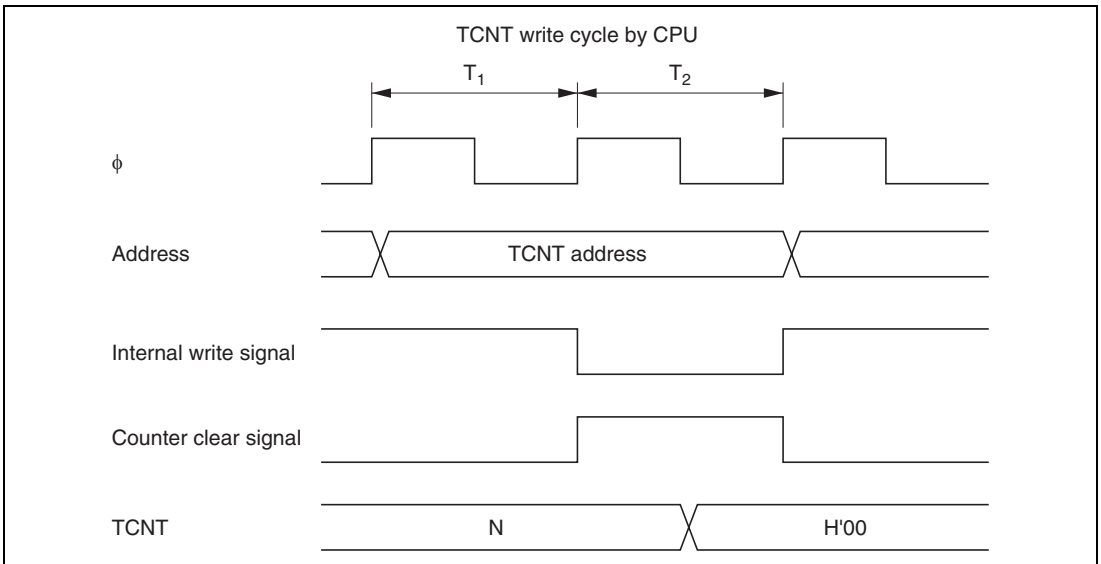 TCNT write cycle by CPU
T1 T2
ϕ
Address TCNT address
Internal write signal
Counter clear signal
TCNT N H'00